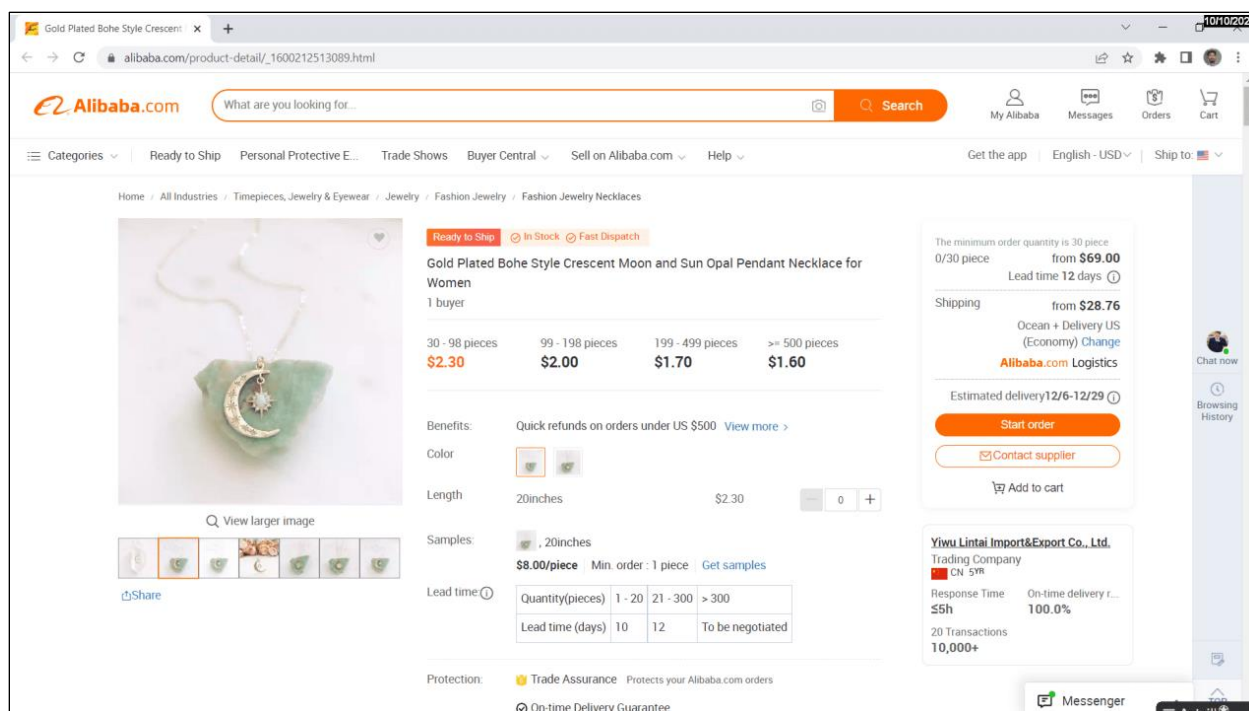 Gold Plated Bohe Style Crescent
10/10/202
alibaba.com/product-detail/_1600212513089.html
Alibaba.com
What are you looking for...
Search
My Alibaba
Messages
Orders
Cart
Categories
Ready to Ship
Personal Protective E...
Trade Shows
Buyer Central
Sell on Alibaba.com
Help
Get the app
English - USD
Ship to:
Home / All Industries / Timepieces, Jewelry & Eyewear / Jewelry / Fashion Jewelry / Fashion Jewelry Necklaces
View larger image
Share
Ready to Ship In Stock Fast Dispatch
Gold Plated Bohe Style Crescent Moon and Sun Opal Pendant Necklace for
Women
1 buyer
30 - 98 pieces 99 - 198 pieces 199 - 499 pieces >= 500 pieces
$2.30 $2.00 $1.70 $1.60
Benefits: Quick refunds on orders under US $500 View more >
Color
Length 20inches $2.30 0
Samples: , 20inches
$8.00/piece Min. order : 1 piece Get samples
Lead time: Quantity(pieces) 1 - 20 21 - 300 > 300
Lead time (days) 10 12 To be negotiated
Protection: Trade Assurance Protects your Alibaba.com orders
On-time Delivery Guarantee
The minimum order quantity is 30 piece
0/30 piece from $69.00
Lead time 12 days
Shipping from $28.76
Ocean + Delivery US
(Economy) Change
Alibaba.com Logistics
Estimated delivery12/6-12/29
Start order
Contact supplier
Add to cart
Yiwu Lintai Import&Export Co., Ltd.
Trading Company
CN 5YR
Response Time On-time delivery r...
≤5h 100.0%
20 Transactions
10,000+
Chat now
Browsing
History
Messenger
TOP